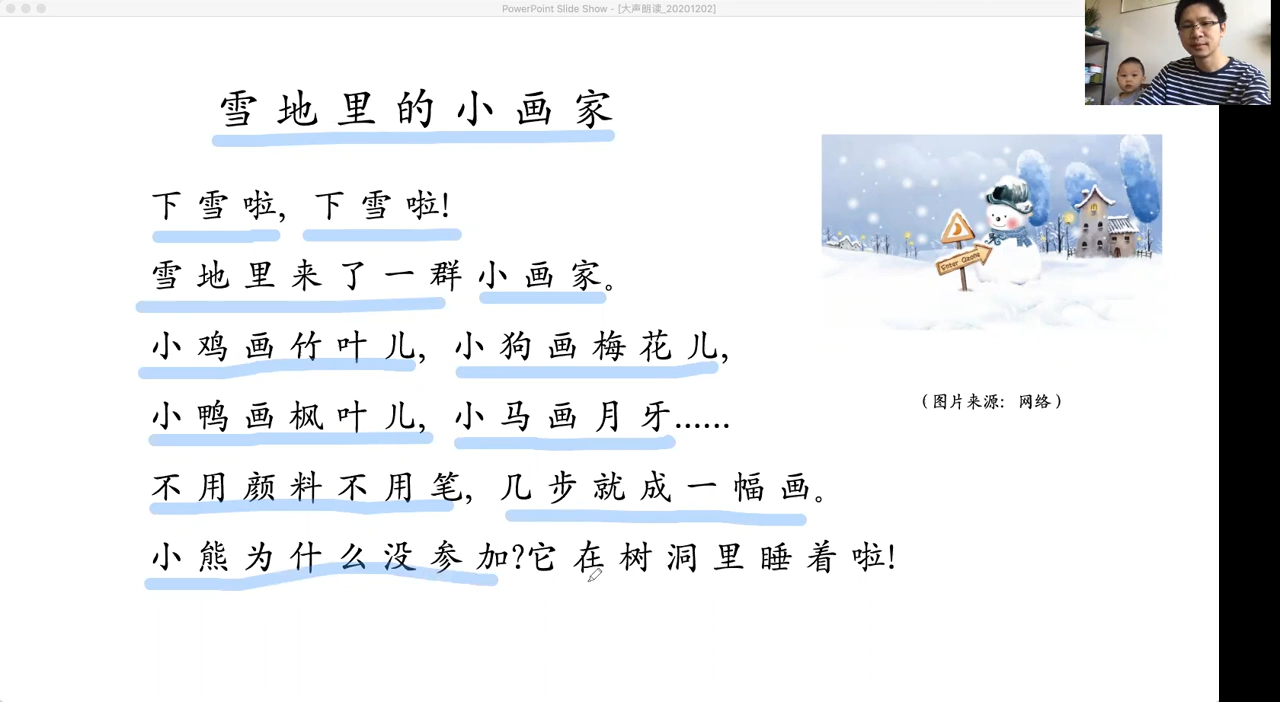 PowerPoint Slide Show - [大声朗读_20201202]
雪地里的小画家
下雪啦, 下雪啦!
雪地里来了一群小画家。
小鸡画竹叶儿, 小狗画梅花儿,
小鸭画枫叶儿, 小马画月牙......
不用颜料不用笔, 几步就成一幅画。
小熊为什么没参加?它在树洞里睡着啦!
Enter Ozone
(图片来源: 网络)